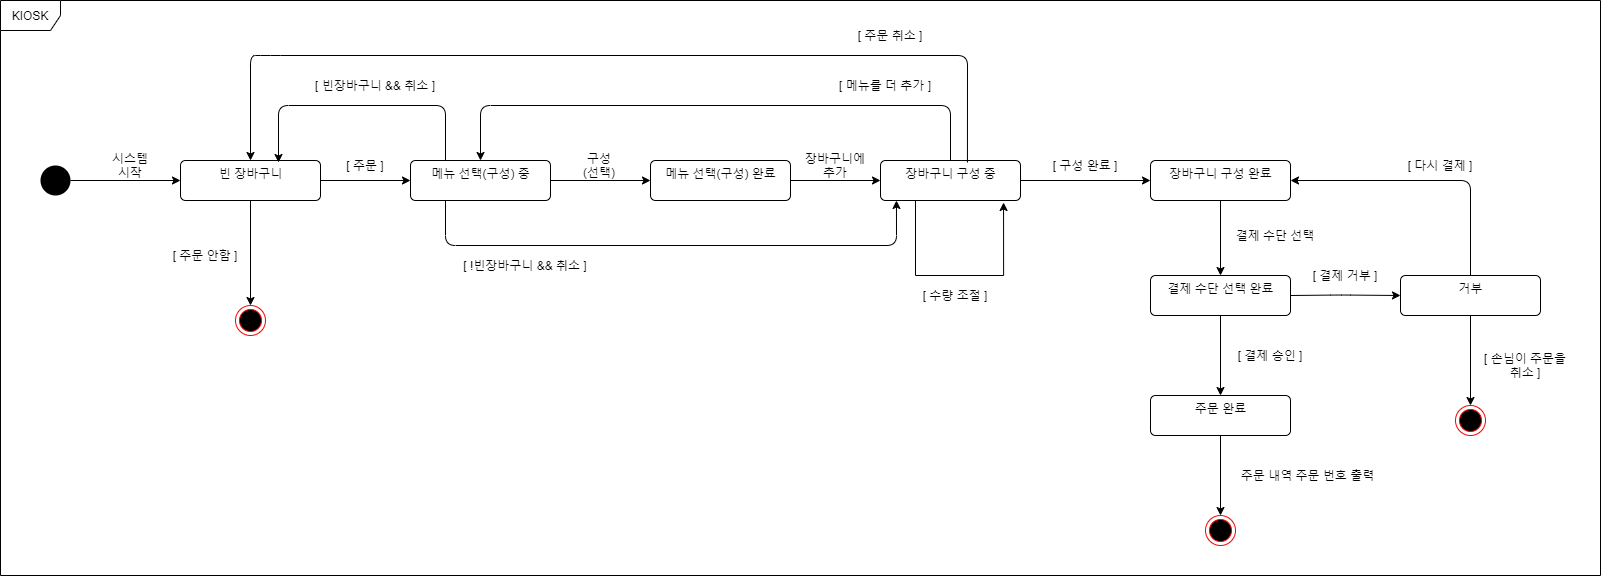 KIOSK
[ 주문 취소 ]
[ 빈장바구니 && 취소 ]
[ 메뉴를 더 추가 ]
시스템
시작
빈 장바구니
[ 주문 ]
메뉴 선택(구성) 중
구성
(선택)
메뉴 선택(구성) 완료
장바구니에
추가
장바구니 구성 중
[ 구성 완료 ]
장바구니 구성 완료
[ 다시 결제 ]
[ 주문 안함 ]
[ !빈장바구니 && 취소 ]
[ 수량 조절 ]
결제 수단 선택
결제 수단 선택 완료
[ 결제 거부 ]
거부
[ 결제 승인 ]
[ 손님이 주문을
취소 ]
주문 완료
주문 내역 주문 번호 출력